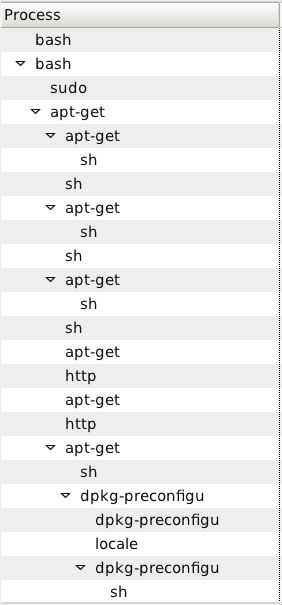 Process
bash
bash
sudo
apt-get
apt-get
sh
sh
apt-get
sh
sh
apt-get
sh
sh
apt-get
http
apt-get
http
apt-get
sh
dpkg-preconfigu
dpkg-preconfigu
locale
dpkg-preconfigu
sh